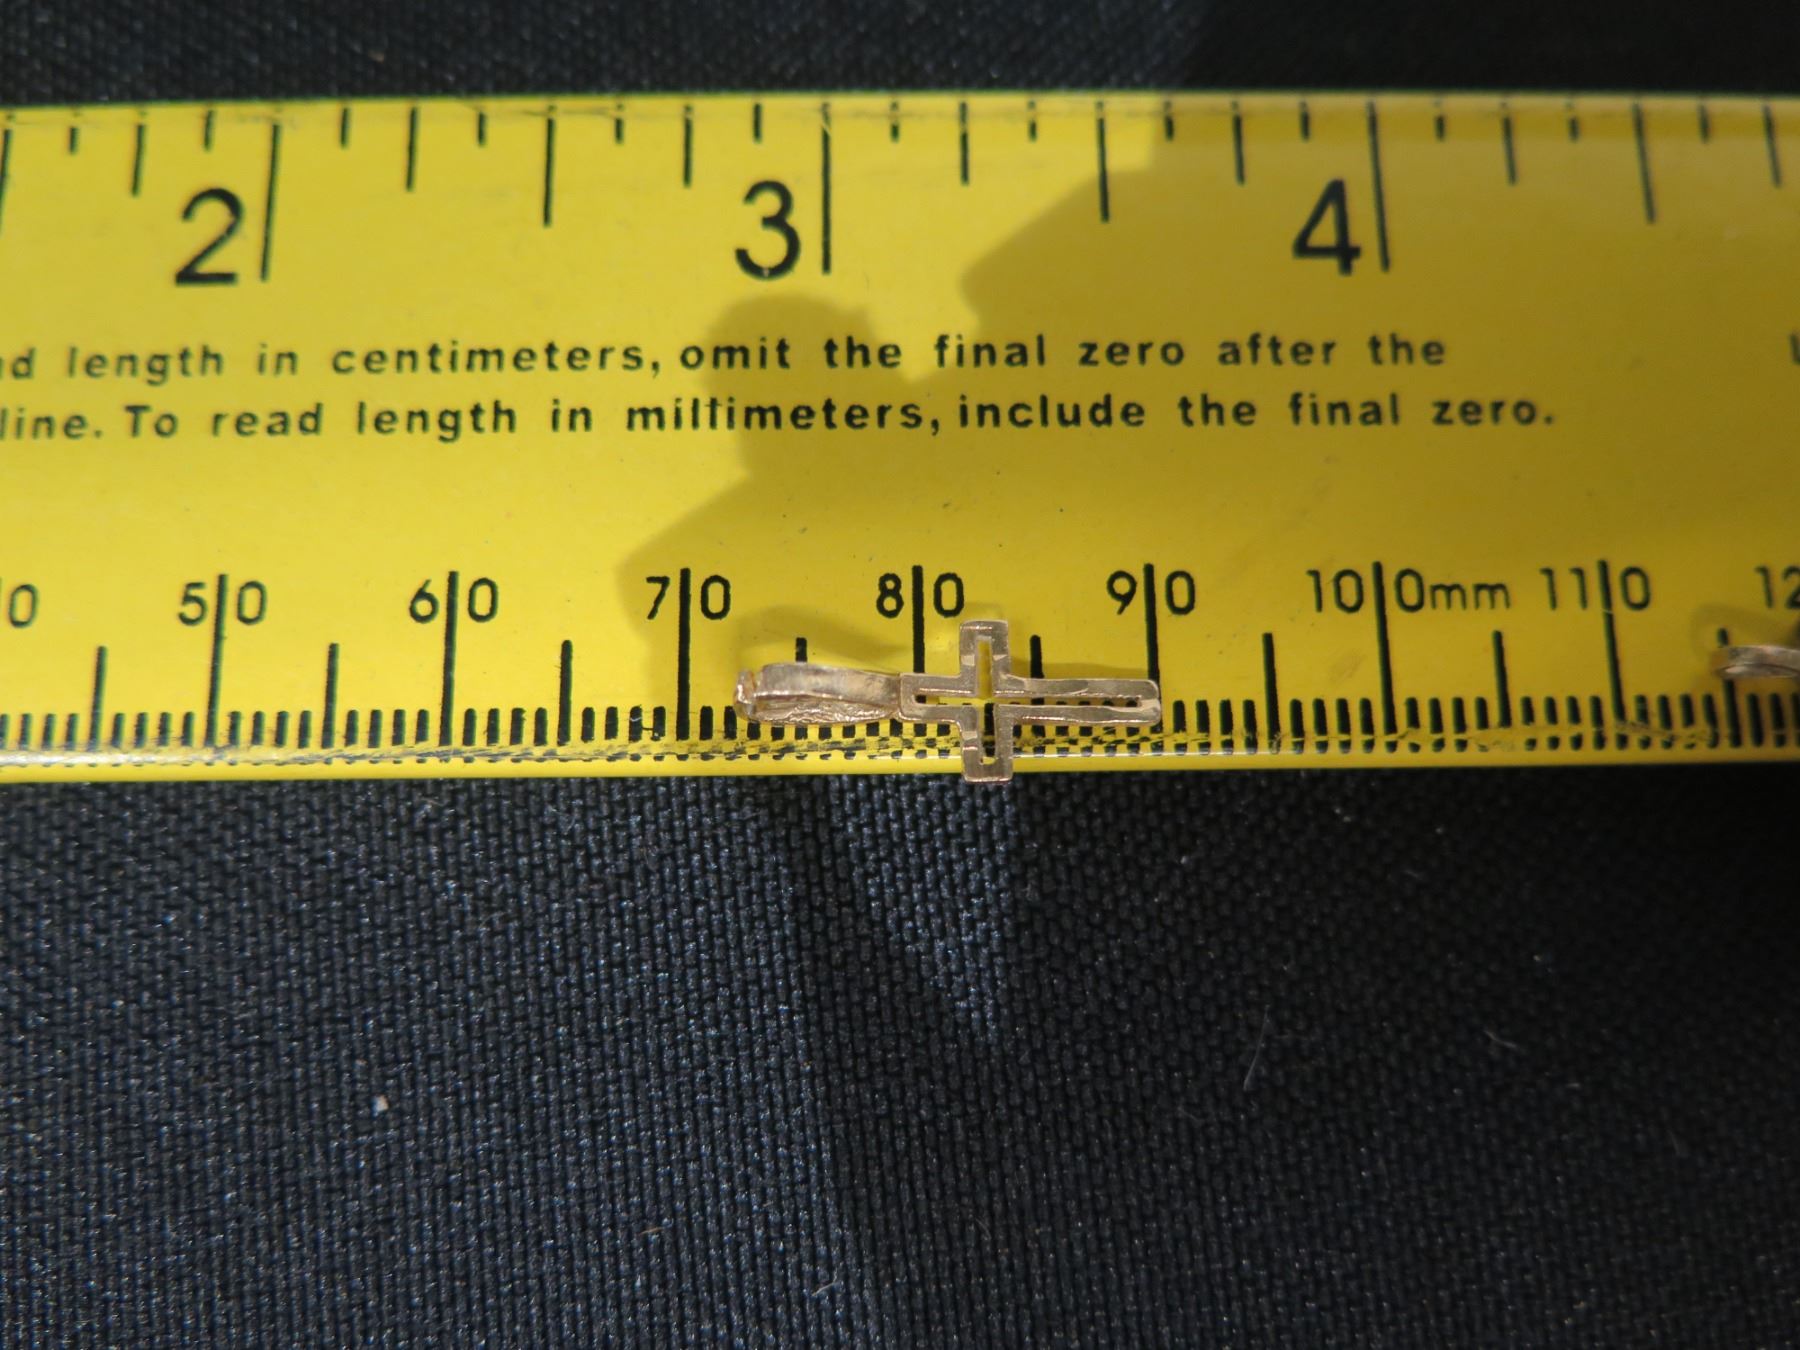 2 3 4
length in centimeters, omit the final zero after the
line. To read length in millimeters, include the final zero.
50 60 70 80 90 100mm 110